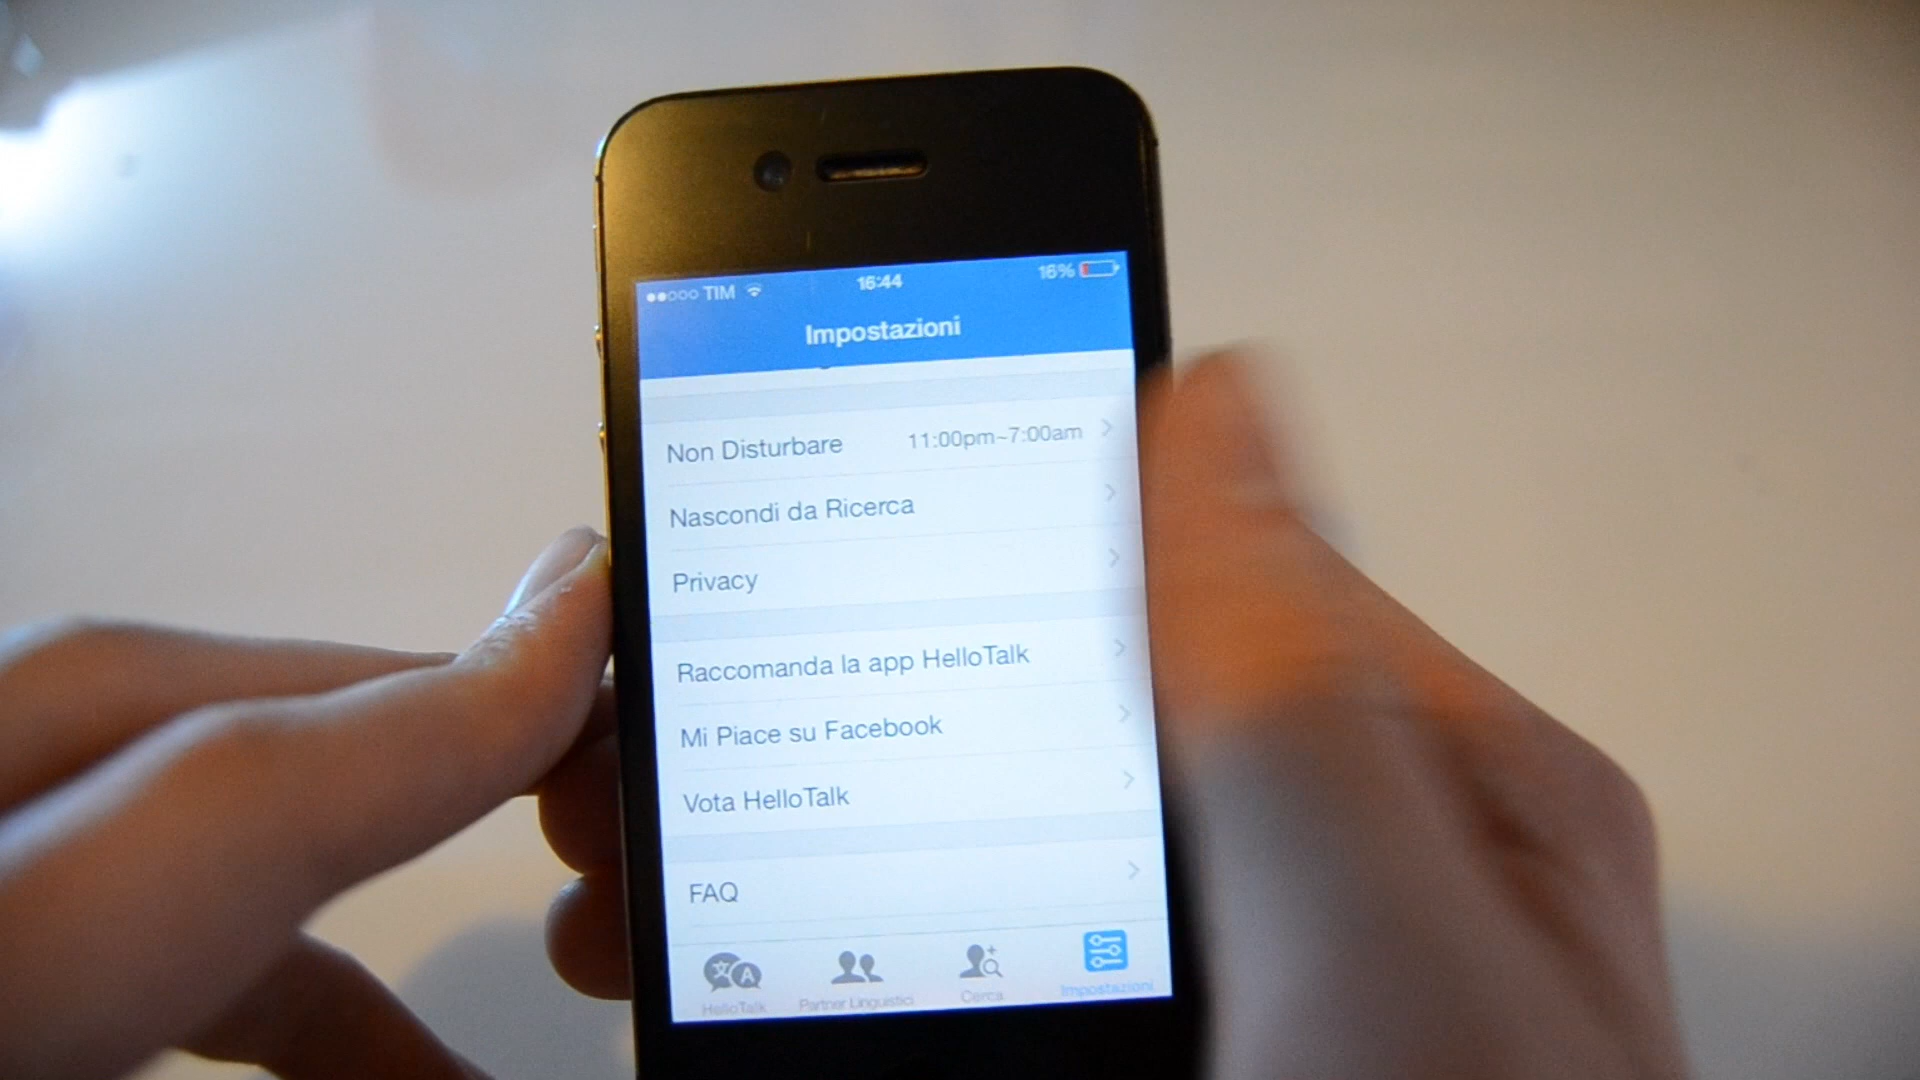 TIM 16:44 16%
Impostazioni
Non Disturbare 11:00pm~7:00am
Nascondi da Ricerca
Privacy
Raccomanda la app HelloTalk
Mi Piace su Facebook
Vota HelloTalk
FAQ
文 A
HelloTalk Partner Linguistici Cerca Impostazioni